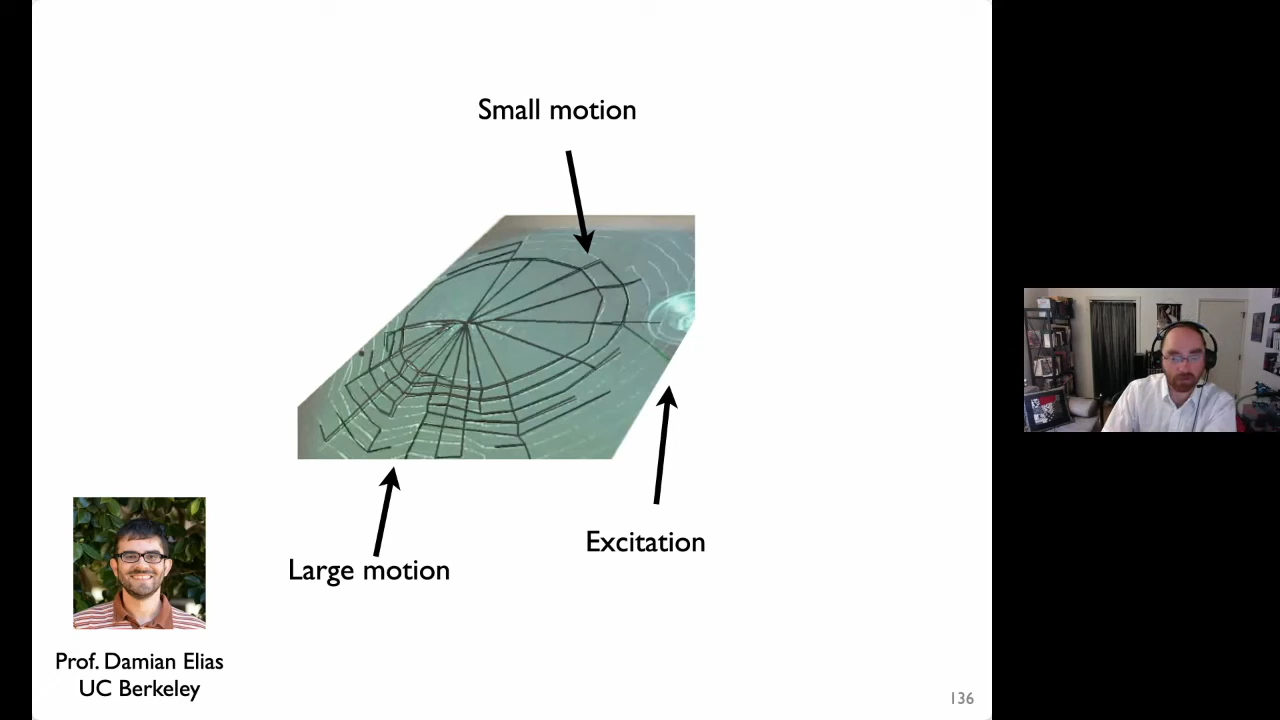 Small motion
Excitation
Large motion
Prof. Damian Elias
UC Berkeley
136